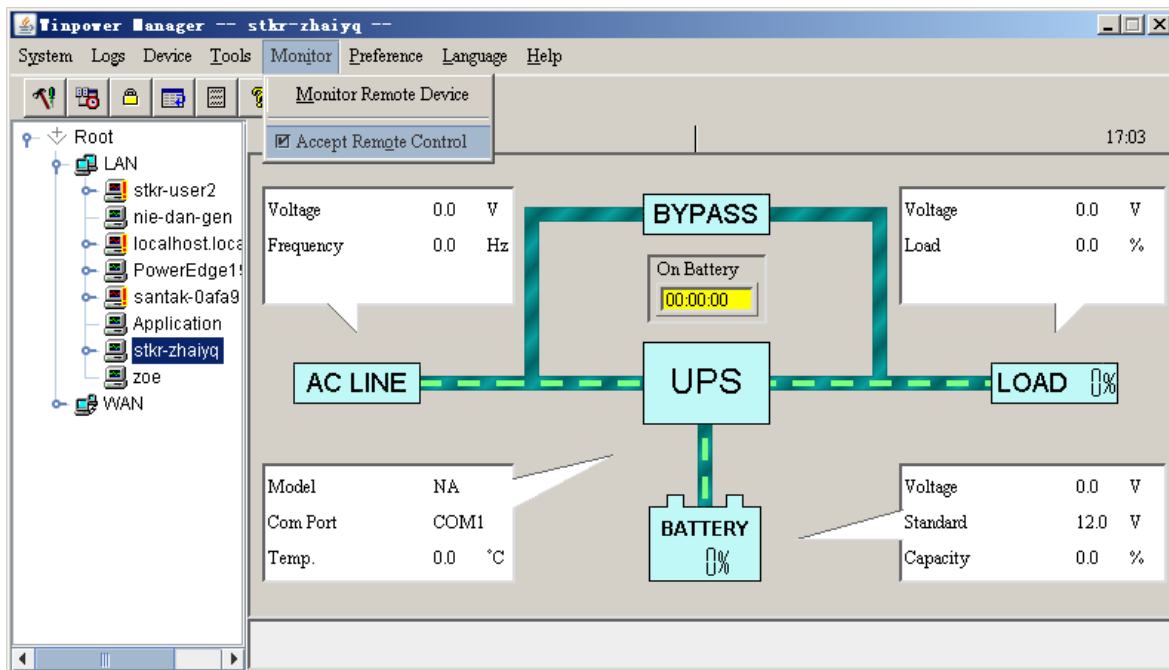 Winpower Manager -- stkr-zhaiyq --
System Logs Device Tools Monitor Preference Language Help
Monitor Remote Device
Accept Remote Control
17:03
Root
LAN
stkr-user2
nie-dan-gen
localhost.loca
PowerEdge1
santak-0afa9
Application
stkr-zhaiyq
zoe
WAN
Voltage 0.0 V
Frequency 0.0 Hz
BYPASS
On Battery
00:00:00
Voltage 0.0 V
Load 0.0 %
AC LINE
UPS
LOAD 0%
Model NA
Com Port COM1
Temp. 0.0 °C
BATTERY
0%
Voltage 0.0 V
Standard 12.0 V
Capacity 0.0 %